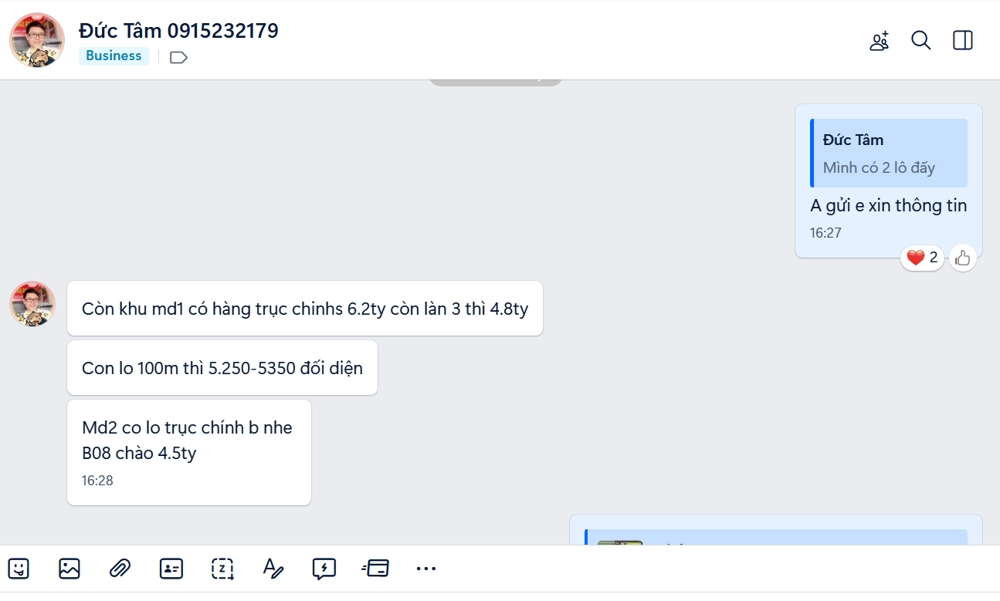 Đức Tâm 0915232179
Business
Đức Tâm
Mình có 2 lô đấy
A gửi e xin thông tin
16:27
2
Còn khu md1 có hàng trục chinhs 6.2ty còn làn 3 thì 4.8ty
Con lo 100m thì 5.250-5350 đối diện
Md2 co lo trục chính b nhe
B08 chào 4.5ty
16:28